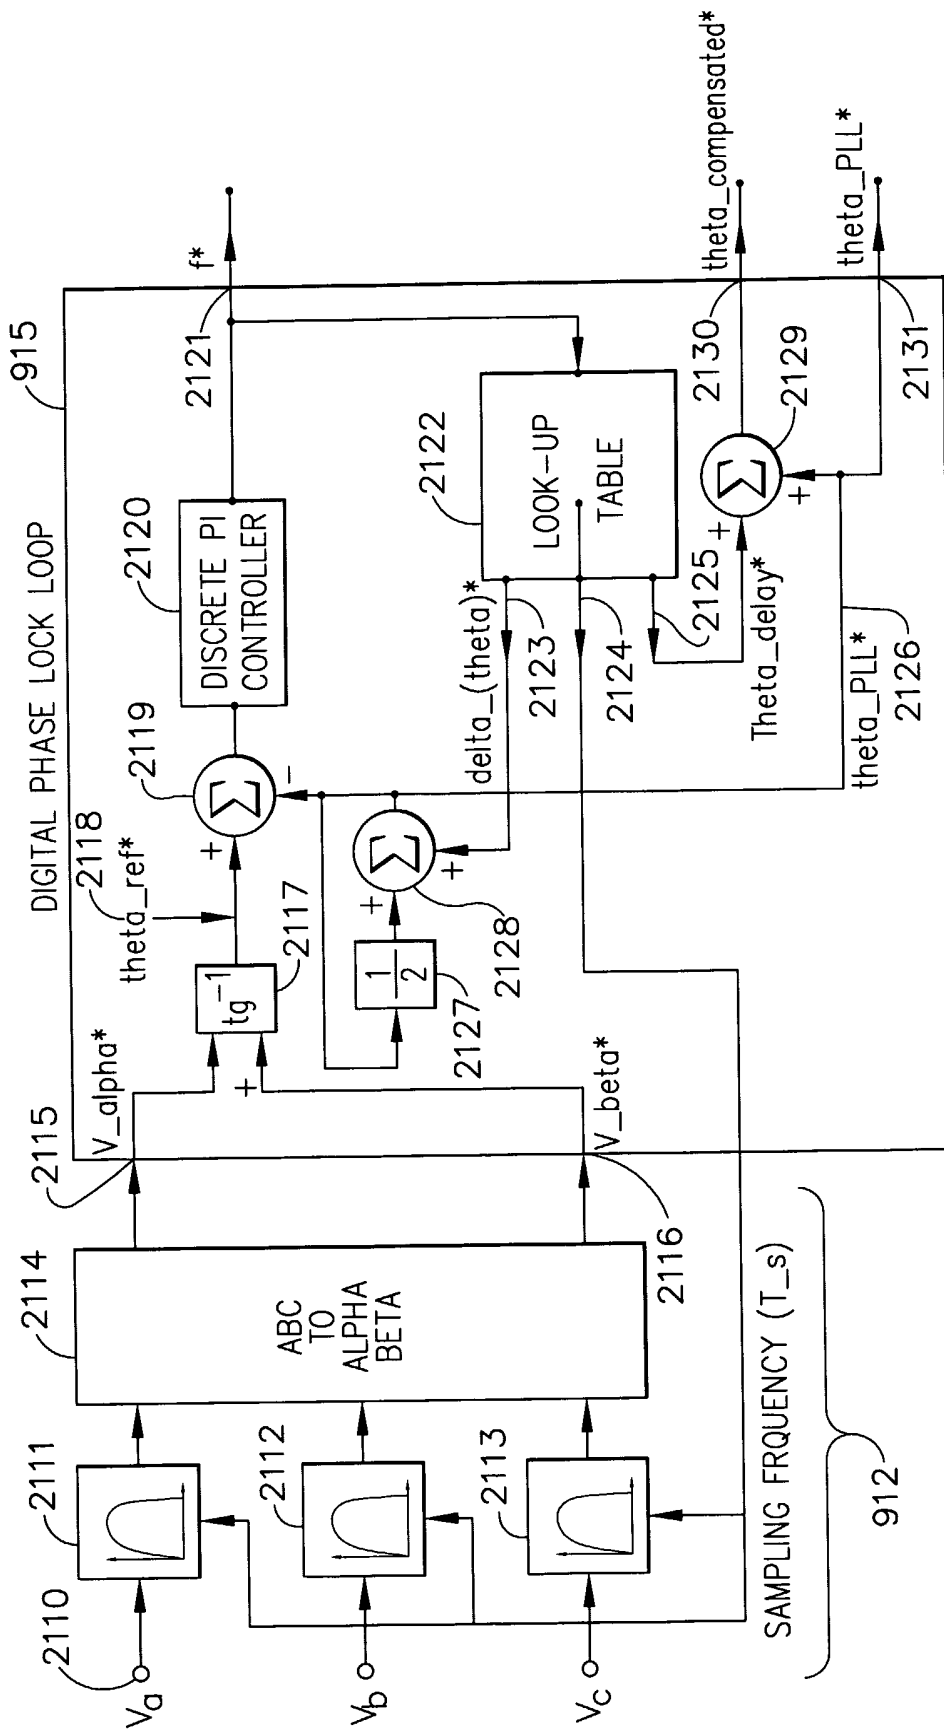 DIGITAL PHASE LOCK LOOP
915
2110
Va
2111
Vb
2112
Vc
2113
2114
ABC
TO
ALPHA
BETA
2115
V_alpha*
2116
V_beta*
+
tg-1
2117
2118
theta_ref*
+
-
Σ
2119
DISCRETE PI
CONTROLLER
2120
2121
f*
1
2
2127
+
+
Σ
2128
delta_(theta)*
2123
2124
2125
LOOK-UP
TABLE
2122
Theta_delay*
theta_PLL*
2126
+
+
Σ
2129
2130
theta_compensated*
2131
theta_PLL*
SAMPLING FRQUENCY (T_s)
912